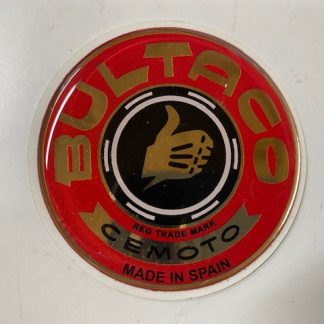 BULTACO
REG TRADE MARK
CEMOTO
MADE IN SPAIN